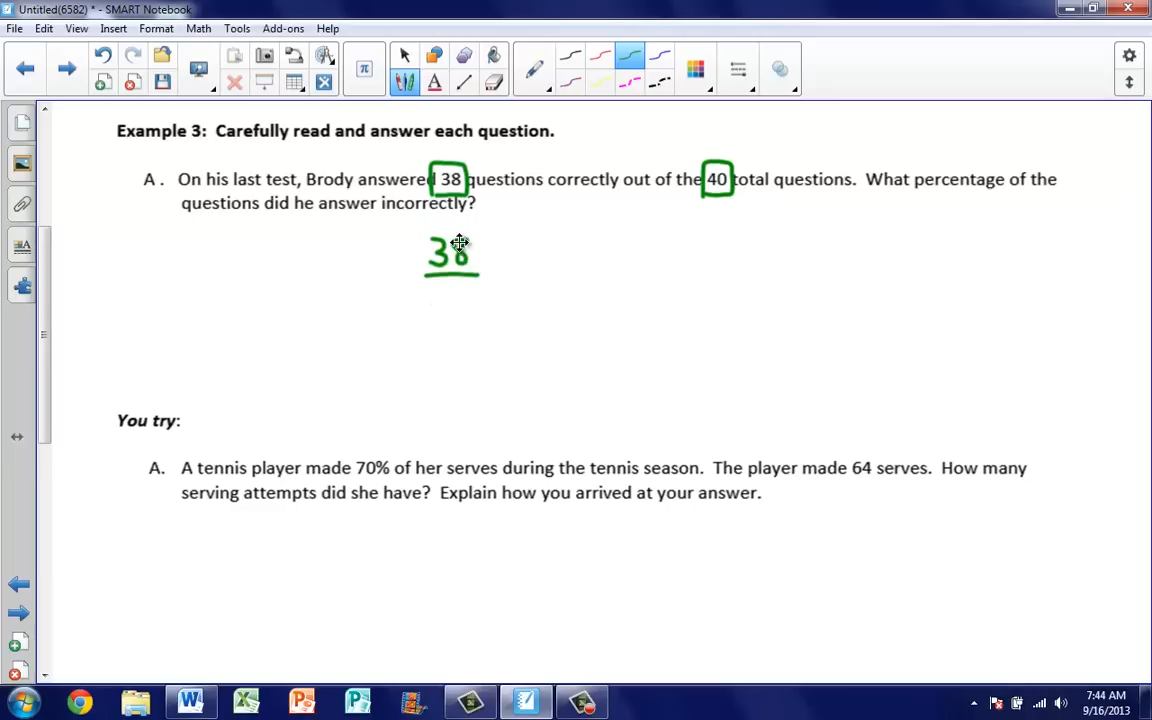 Untitled(6582) * - SMART Notebook
File Edit View Insert Format Math Tools Add-ons Help
Example 3: Carefully read and answer each question.
A. On his last test, Brody answered 38 questions correctly out of the 40 total questions. What percentage of the
questions did he answer incorrectly?
38
You try:
A. A tennis player made 70% of her serves during the tennis season. The player made 64 serves. How many
serving attempts did she have? Explain how you arrived at your answer.
7:44 AM
9/16/2013